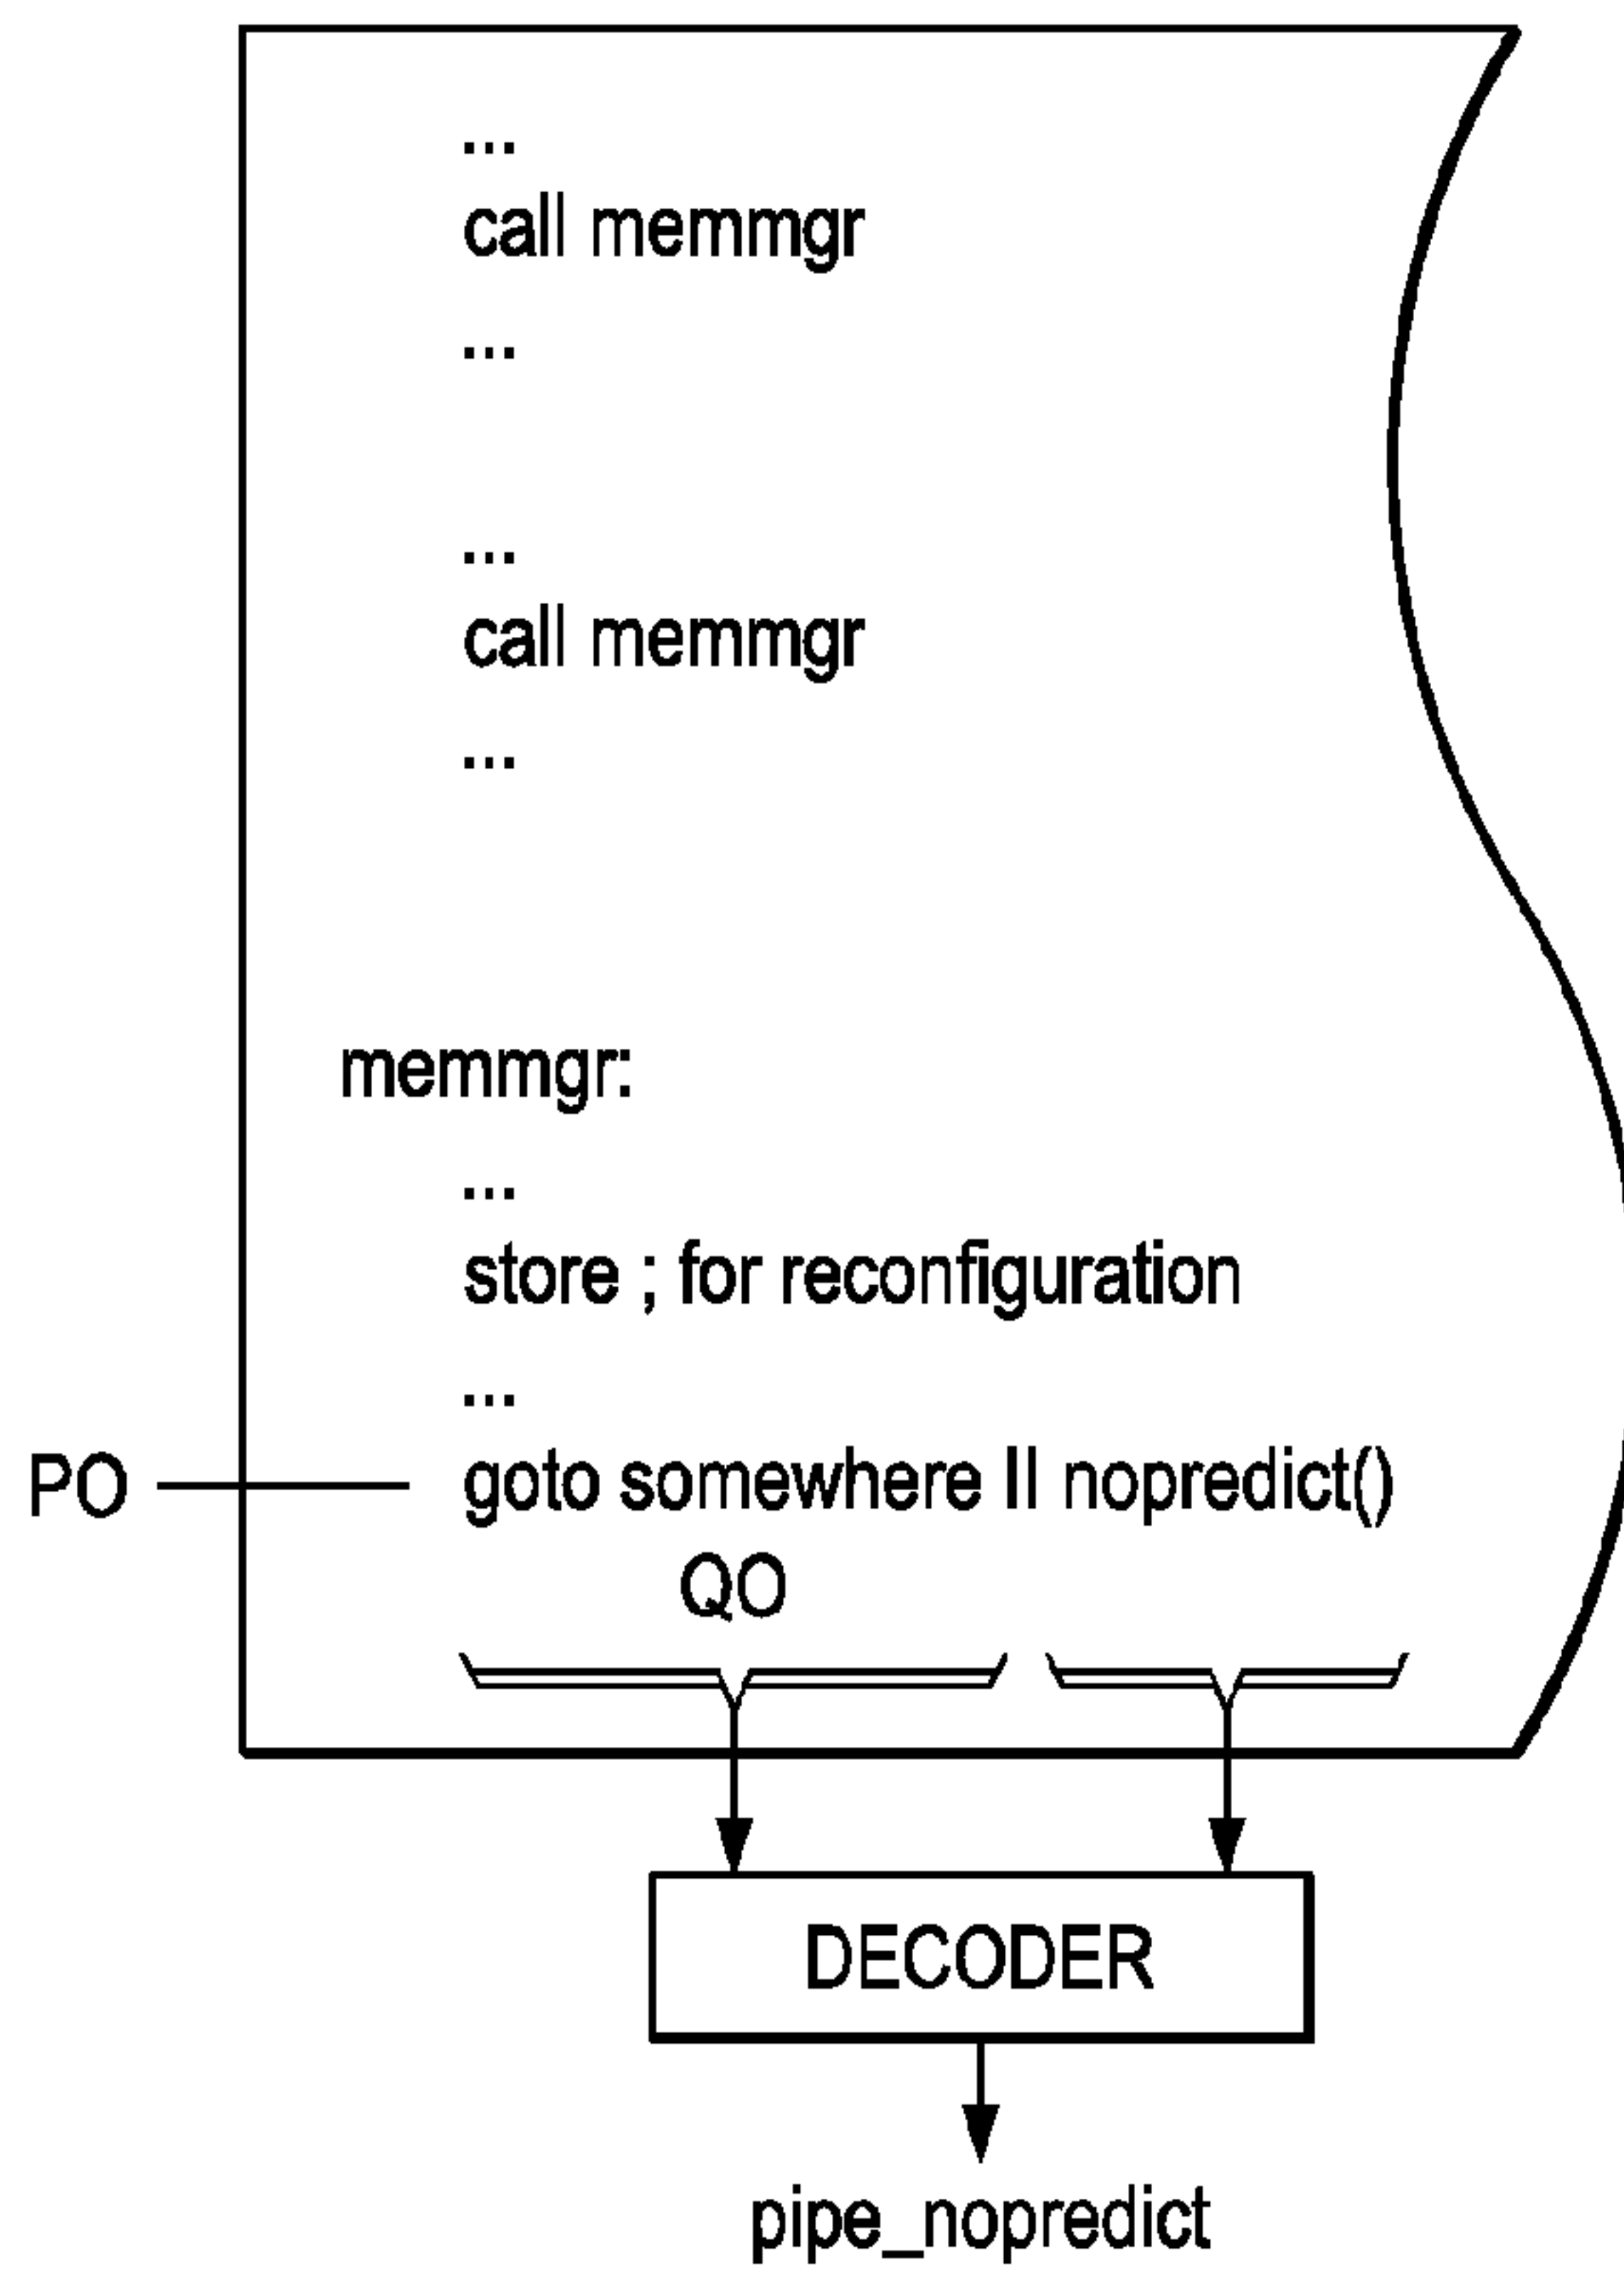 ...
call memmgr
...
...
call memmgr
...
memmgr:
...
store ; for reconfiguration
...
PO goto somewhere II nopredict()
QO
DECODER
pipe_nopredict